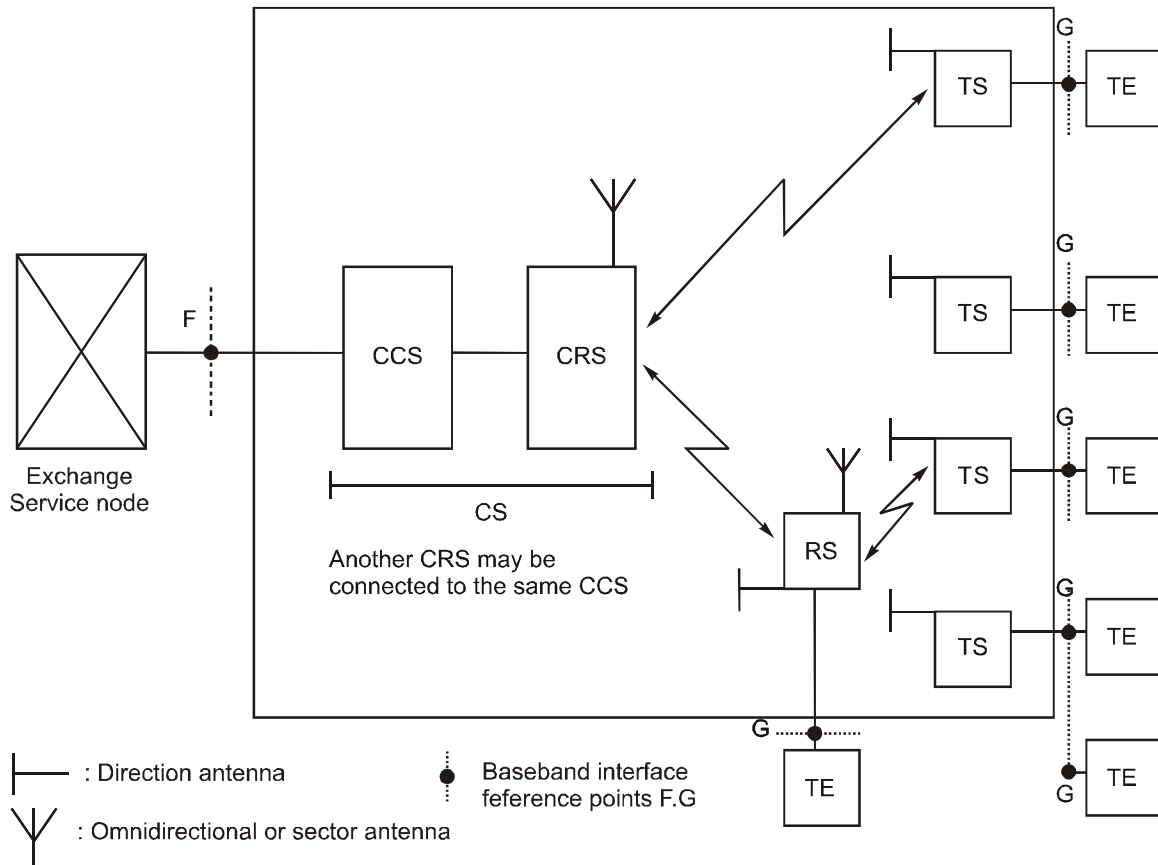 G
TS
TE
G
TS
TE
F
CCS
CRS
Exchange
Service node
CS
Another CRS may be
connected to the same CCS
G
TS
TE
RS
G
TS
TE
G
TE
G
TE
: Direction antenna
Baseband interface
feference points F.G
: Omnidirectional or sector antenna